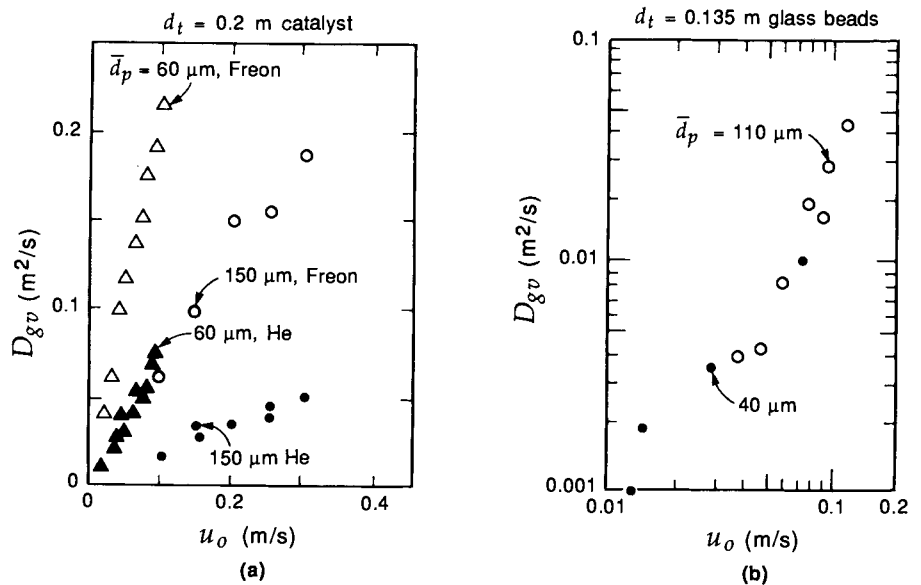 d_t = 0.2 m catalyst
d̄_p = 60 μm, Freon
150 μm, Freon
60 μm, He
150 μm He
0.2
0.1
0
D_gv (m²/s)
0 0.2 0.4
u_o (m/s)
(a)
d_t = 0.135 m glass beads
d̄_p = 110 μm
40 μm
0.1
0.01
0.001
D_gv (m²/s)
0.01 0.1 0.2
u_o (m/s)
(b)